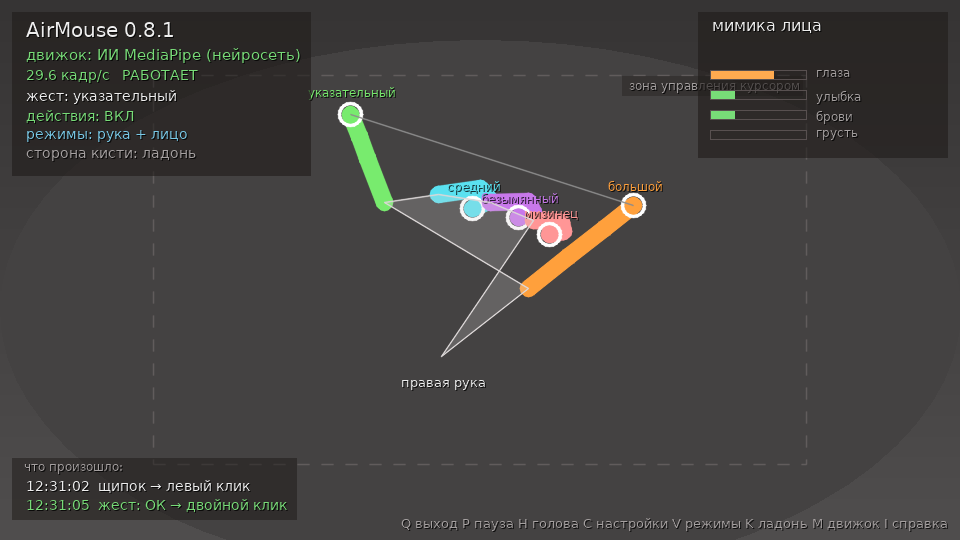 AirMouse 0.8.1
движок: ИИ MediaPipe (нейросеть)
29.6 кадр/с РАБОТАЕТ
жест: указательный
действия: ВКЛ
режимы: рука + лицо
сторона кисти: ладонь
мимика лица
глаза
улыбка
брови
грусть
зона управления курсором
указательный
средний
безымянный
мизинец
большой
правая рука
что произошло:
12:31:02 щипок → левый клик
12:31:05 жест: ОК → двойной клик
Q выход P пауза H голова C настройки V режимы K ладонь M движок I справка